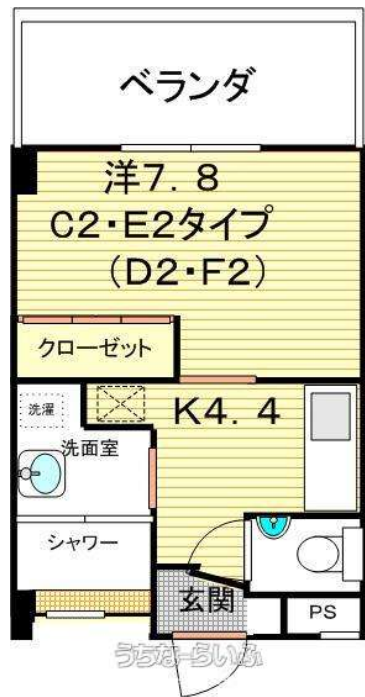 ベランダ
洋7.8
C2・E2タイプ
(D2・F2)
クローゼット
洗濯
K4.4
洗面室
シャワー
玄関
PS
うちなーらいふ